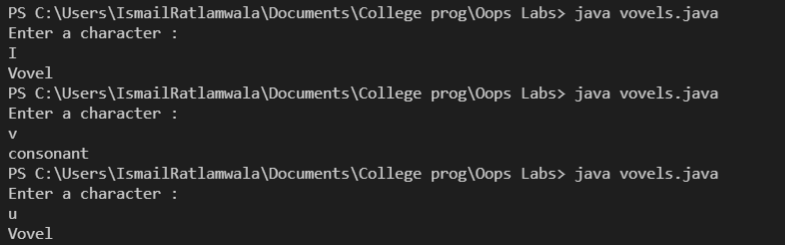 PS C:\Users\IsmailRatlamwala\Documents\College prog\Oops Labs> java vovels.java
Enter a character :
I
Vovel
PS C:\Users\IsmailRatlamwala\Documents\College prog\Oops Labs> java vovels.java
Enter a character :
v
consonant
PS C:\Users\IsmailRatlamwala\Documents\College prog\Oops Labs> java vovels.java
Enter a character :
u
Vovel